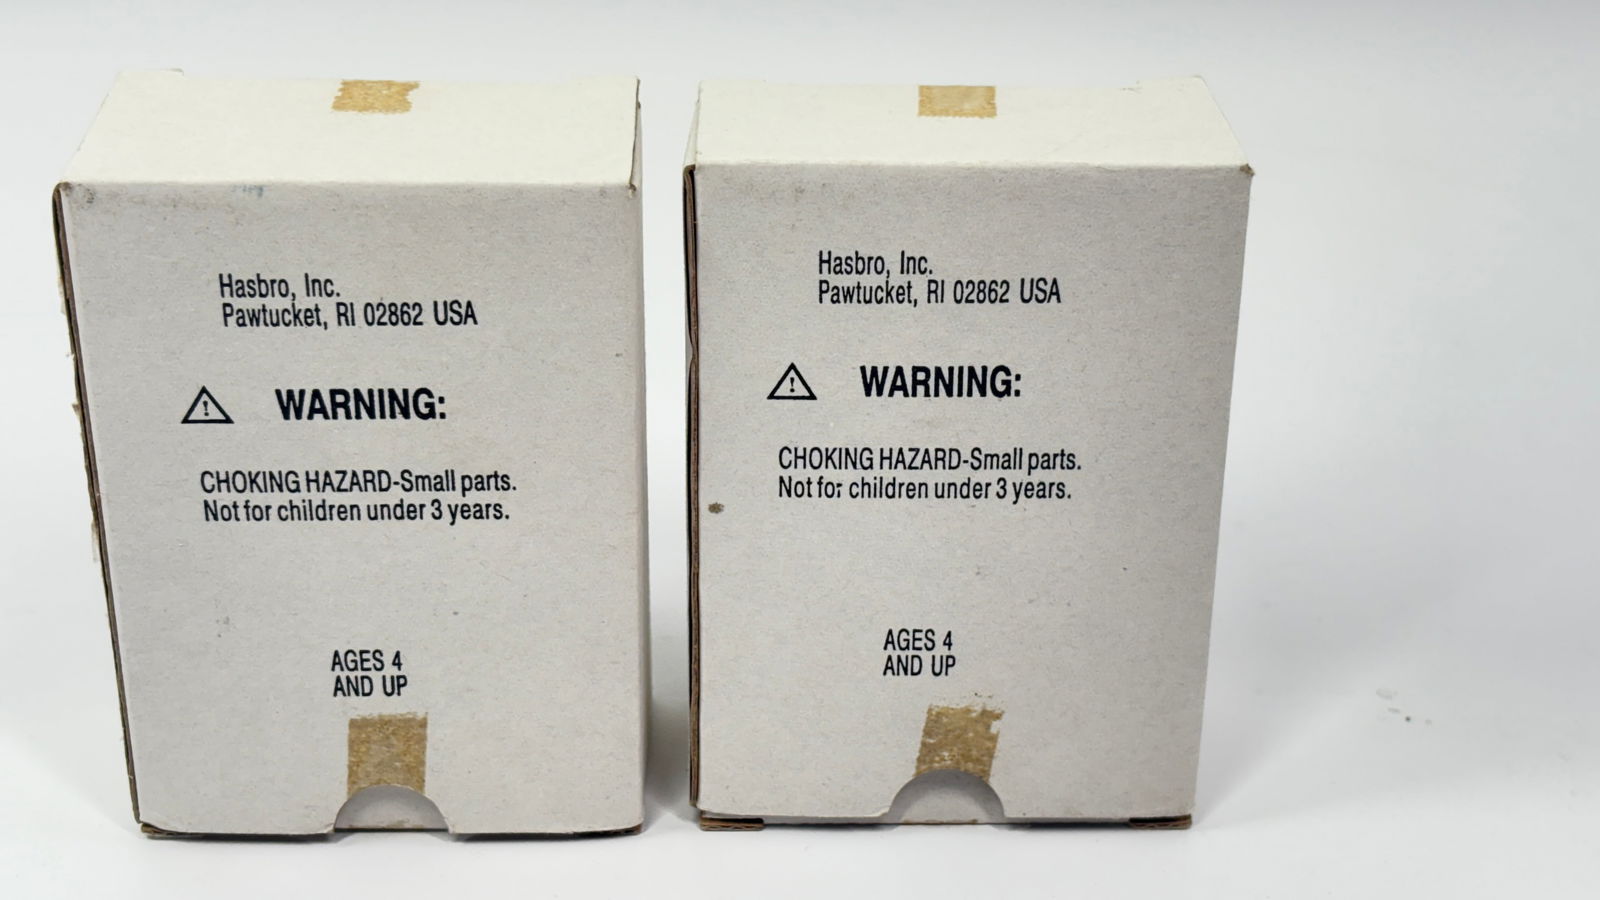 Hasbro, Inc.
Pawtucket, RI 02862 USA
WARNING:
CHOKING HAZARD-Small parts.
Not for children under 3 years.
AGES 4
AND UP
Hasbro, Inc.
Pawtucket, RI 02862 USA
WARNING:
CHOKING HAZARD-Small parts.
Not for children under 3 years.
AGES 4
AND UP